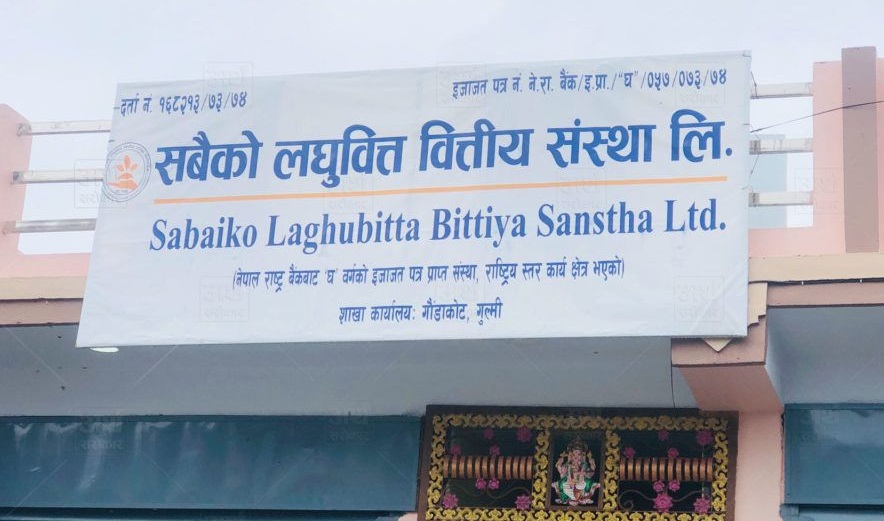 दर्ता नं. १६८२१३/७३/७४
इजाजत पत्र नं. ने.रा. बैंक/इ.प्रा./"घ"/०५७/०७३/७४
सबैको लघुवित्त वित्तीय संस्था लि.
Sabaiko Laghubitta Bittiya Sanstha Ltd.
(नेपाल राष्ट्र बैंकबाट 'घ' वर्गको इजाजत पत्र प्राप्त संस्था, राष्ट्रिय स्तर कार्य क्षेत्र भएको)
शाखा कार्यालयः गौंडाकोट, गुल्मी